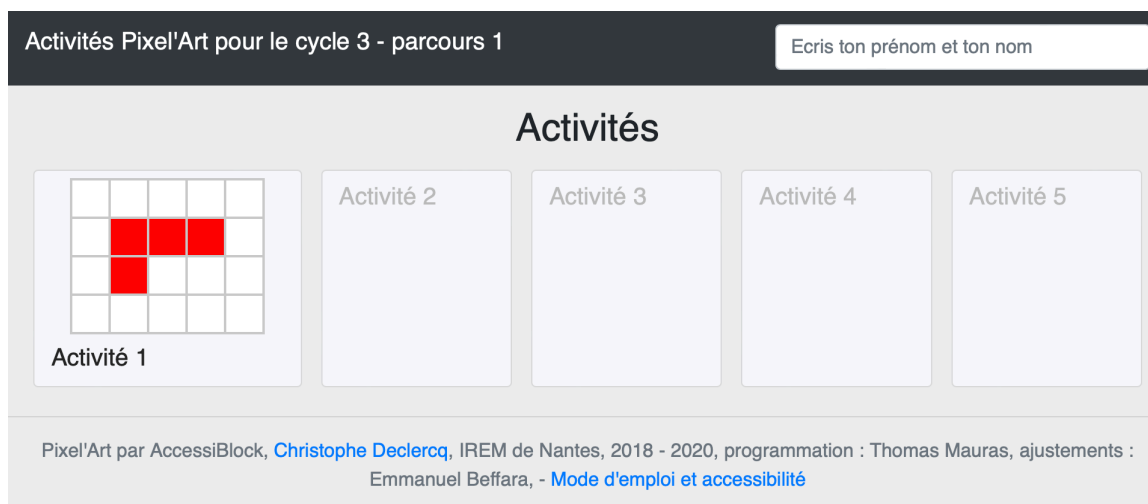 Activités Pixel'Art pour le cycle 3 - parcours 1
Ecris ton prénom et ton nom
Activités
Activité 1
Activité 2
Activité 3
Activité 4
Activité 5
Pixel'Art par AccessiBlock, Christophe Declercq, IREM de Nantes, 2018 - 2020, programmation : Thomas Mauras, ajustements :
Emmanuel Beffara, - Mode d'emploi et accessibilité